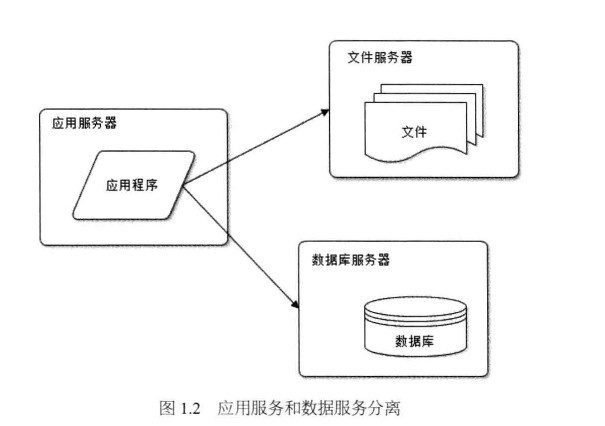 文件服务器
文件
应用服务器
应用程序
数据库服务器
数据库
图 1.2 应用服务和数据服务分离